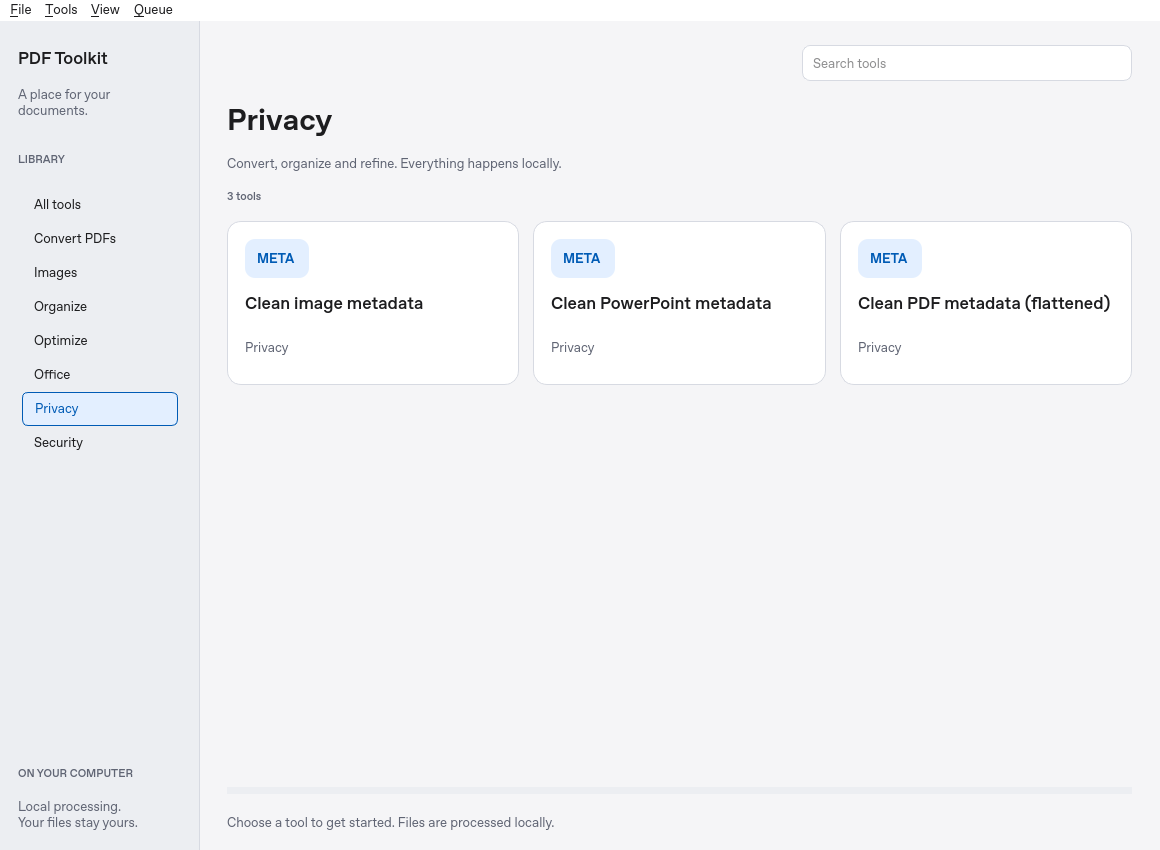 File Tools View Queue
PDF Toolkit
A place for your
documents.
LIBRARY
All tools
Convert PDFs
Images
Organize
Optimize
Office
Privacy
Security
ON YOUR COMPUTER
Local processing.
Your files stay yours.
Search tools
Privacy
Convert, organize and refine. Everything happens locally.
3 tools
META
Clean image metadata
Privacy
META
Clean PowerPoint metadata
Privacy
META
Clean PDF metadata (flattened)
Privacy
Choose a tool to get started. Files are processed locally.